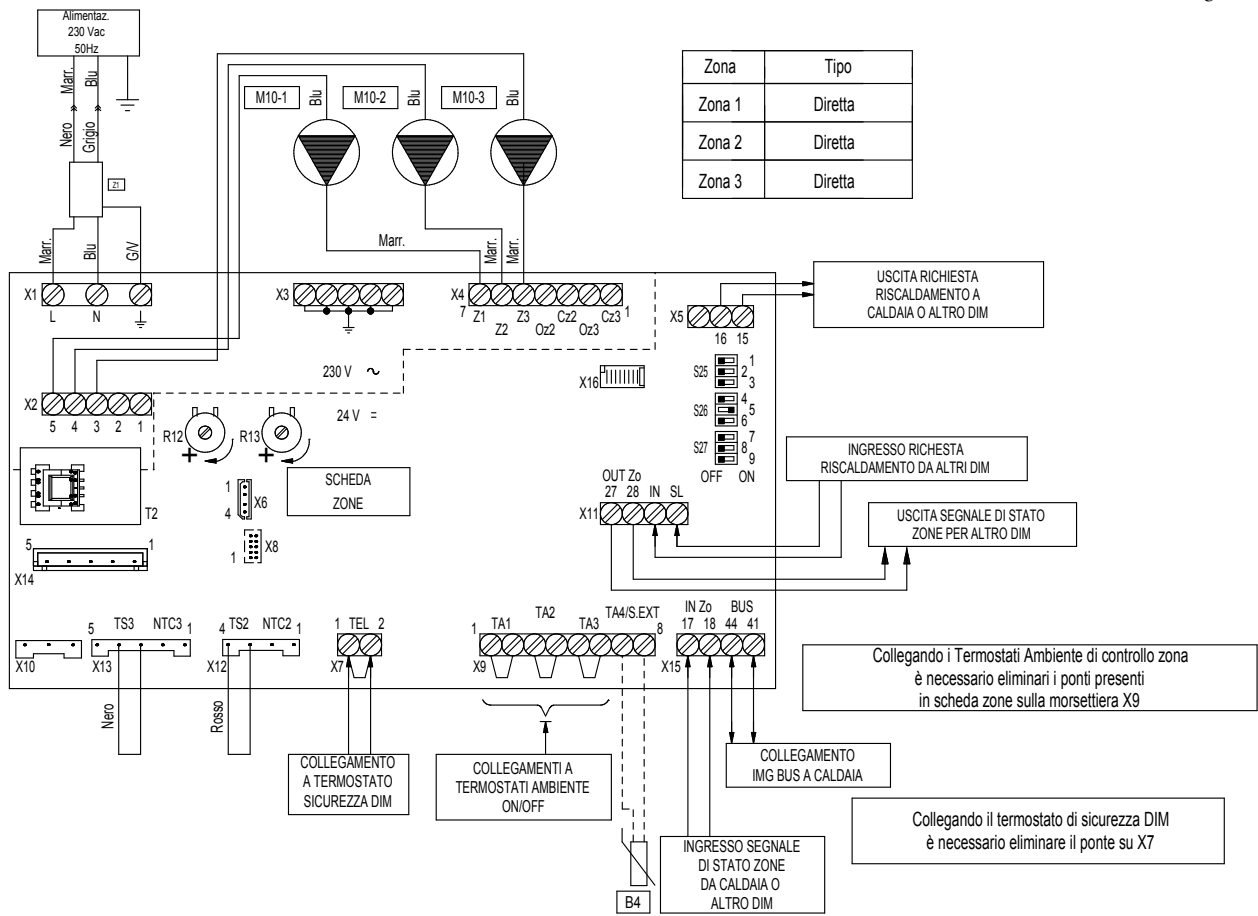 Alimentaz.
230 Vac
50Hz
Marr.
Blu
Nero
Grigio
Z1
Marr.
Blu
G/V
M10-1
Blu
M10-2
Blu
M10-3
Blu
Marr.
Zona Tipo
Zona 1 Diretta
Zona 2 Diretta
Zona 3 Diretta
X1
L N
X3
X4
7 Z1 Z3 Cz2 Cz3 1
Z2 Oz2 Oz3
X5
16 15
USCITA RICHIESTA
RISCALDAMENTO A
CALDAIA O ALTRO DIM
230 V ~
24 V =
X16
S25
1
2
3
S26
4
5
6
S27
7
8
9
OFF ON
X2
5 4 3 2 1
R12
+
R13
+
SCHEDA
ZONE
1
4
X6
1
X8
T2
5 1
X14
INGRESSO RICHESTA
RISCALDAMENTO DA ALTRI DIM
OUT Zo
27 28 IN SL
X11
USCITA SEGNALE DI STATO
ZONE PER ALTRO DIM
X10
5 TS3 NTC3 1
X13
4 TS2 NTC2 1
X12
1 TEL 2
X7
1 TA1 TA2 TA3 TA4/S.EXT 8
X9
IN Zo BUS
17 18 44 41
X15
Nero
Rosso
COLLEGAMENTO
A TERMOSTATO
SICUREZZA DIM
COLLEGAMENTI A
TERMOSTATI AMBIENTE
ON/OFF
B4
INGRESSO SEGNALE
DI STATO ZONE
DA CALDAIA O
ALTRO DIM
COLLEGAMENTO
IMG BUS A CALDAIA
Collegando i Termostati Ambiente di controllo zona
è necessario eliminari i ponti presenti
in scheda zone sulla morsettiera X9
Collegando il termostato di sicurezza DIM
è necessario eliminare il ponte su X7